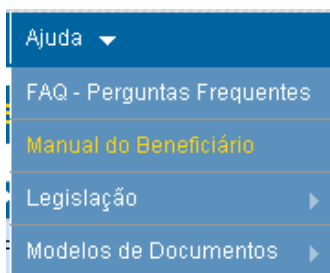 Ajuda
FAQ - Perguntas Frequentes
Manual do Beneficiário
Legislação
Modelos de Documentos